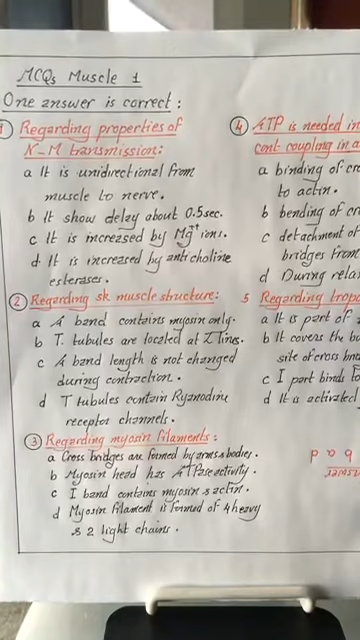 MCQs Muscle 1
One answer is correct:
1 Regarding properties of
N-M transmission:
a It is unidirectional from
muscle to nerve.
b It show delay about 0.5sec.
c It is increased by Mg++ ions.
d It is increased by anticholine
esterases.
2 Regarding sk muscle structure:
a A band contains myosin only.
b T. tubules are located at Z lines.
c A band length is not changed
during contraction.
d T tubules contain Ryanodine
receptor channels.
3 Regarding myosin filaments:
a Cross bridges are formed by arms & bodies.
b Myosin head has ATPase activity.
c I band contains myosin & actin.
d Myosin filament is formed of 4 heavy
& 2 light chains.
4 ATP is needed in
cont coupling in a
a binding of cr
to actin.
b bending of cr
c detachment of
bridges from
d During rela
5 Regarding tropo
a It is part of
b It covers the
site of cross
c I part binds to
d It is activated